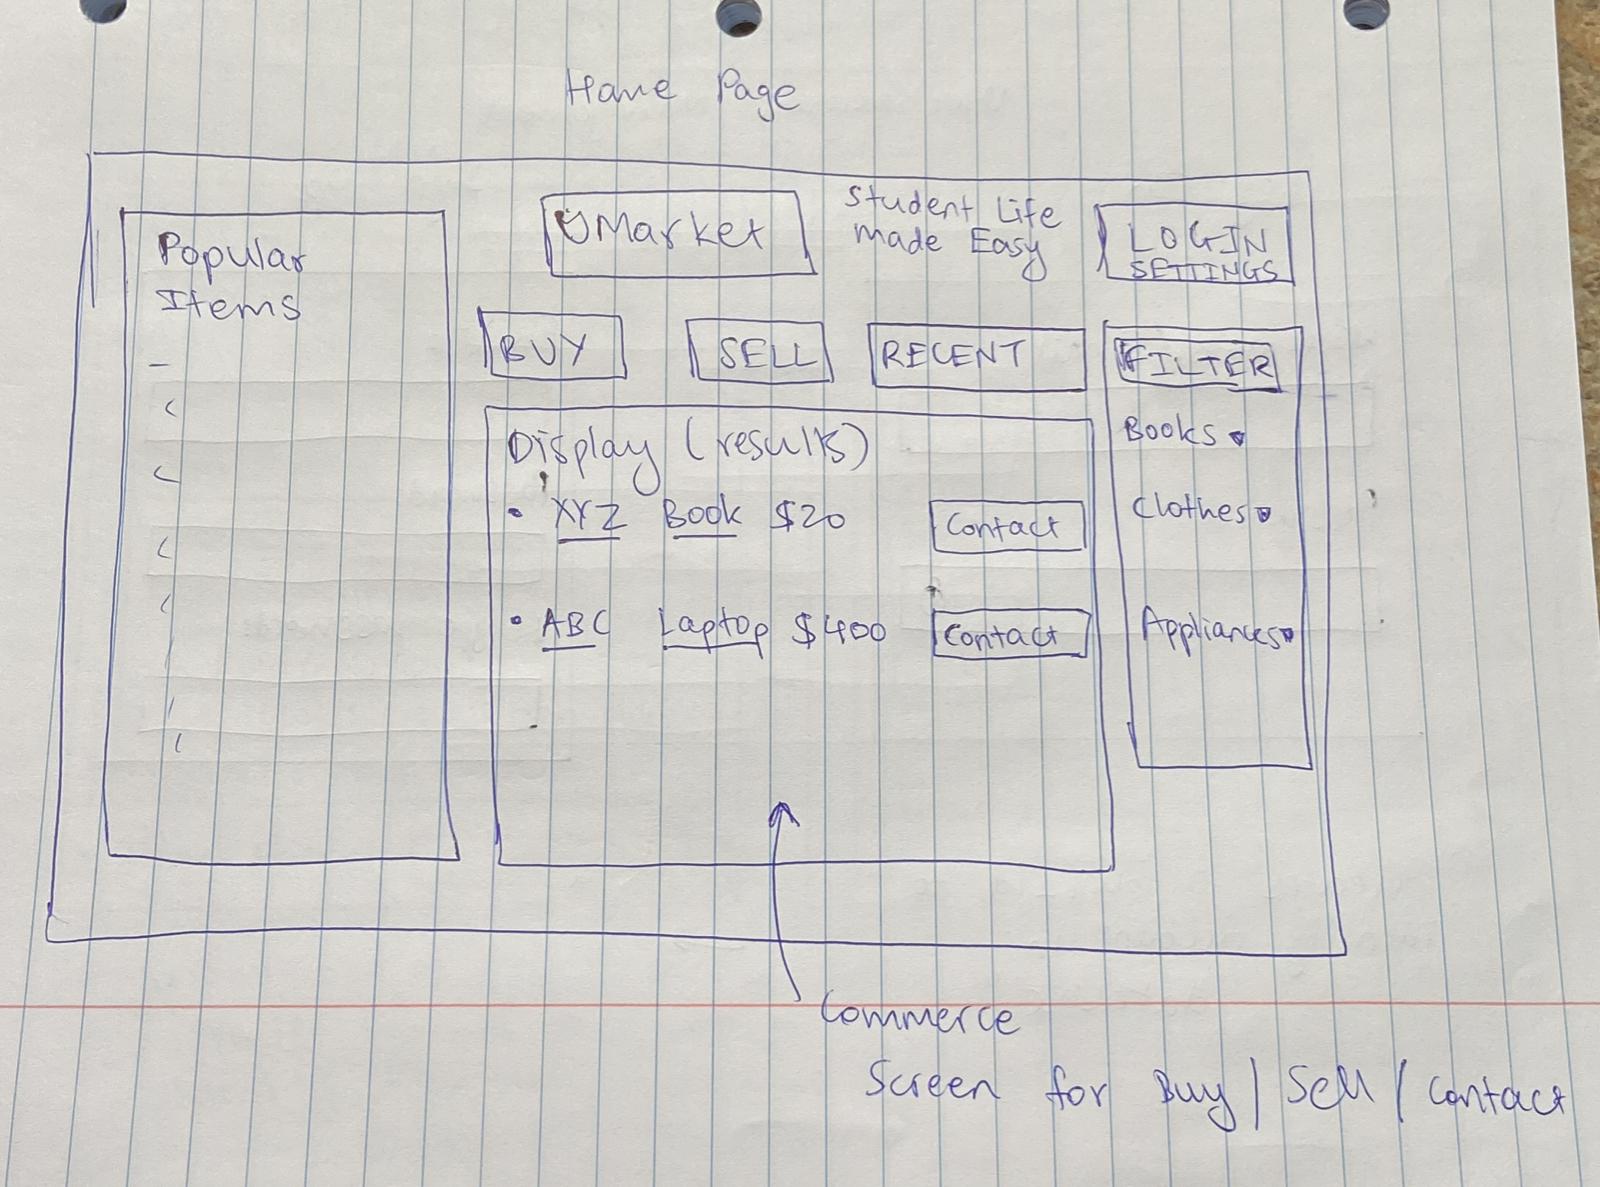 Home Page
Popular
Items
UMarket
Student Life
made Easy
LOGIN
SETTINGS
BUY
SELL
RECENT
FILTER
Display (results)
• XYZ Book $20
Contact
• ABC Laptop $400
Contact
Books
Clothes
Appliances
Commerce
Screen for Buy / Sell / Contact